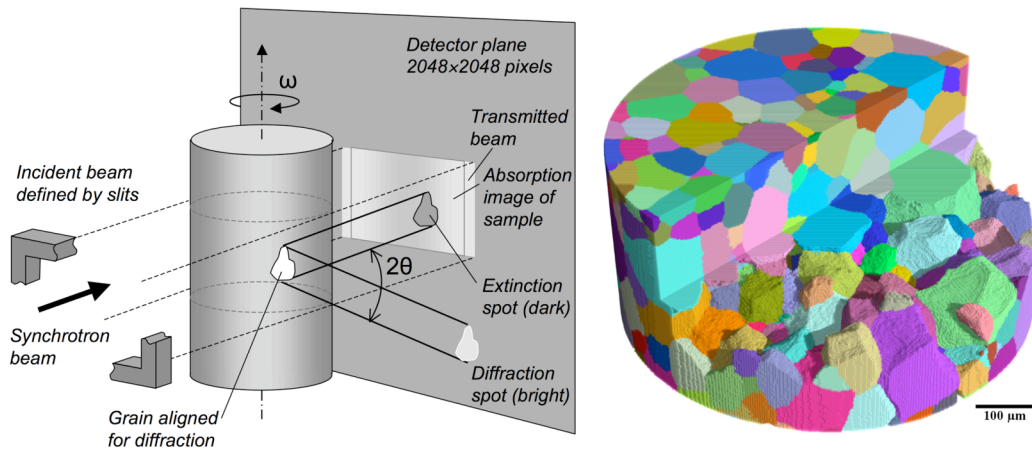 Detector plane
2048×2048 pixels
ω
Transmitted
beam
Incident beam
defined by slits
Absorption
image of
sample
2θ
Extinction
spot (dark)
Synchrotron
beam
Diffraction
spot (bright)
Grain aligned
for diffraction
100 μm